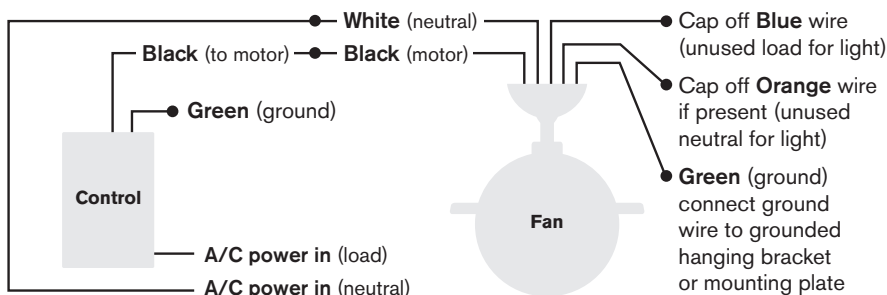 White (neutral)
Black (to motor)
Black (motor)
Green (ground)
Control
A/C power in (load)
A/C power in (neutral)
Fan
Cap off Blue wire
(unused load for light)
Cap off Orange wire
if present (unused
neutral for light)
Green (ground)
connect ground
wire to grounded
hanging bracket
or mounting plate